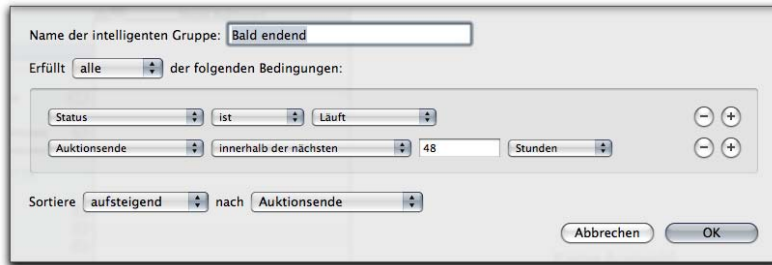 Name der intelligenten Gruppe: Bald endend
Erfüllt alle der folgenden Bedingungen:
Status ist Läuft
Auktionsende innerhalb der nächsten 48 Stunden
Sortiere aufsteigend nach Auktionsende
Abbrechen OK